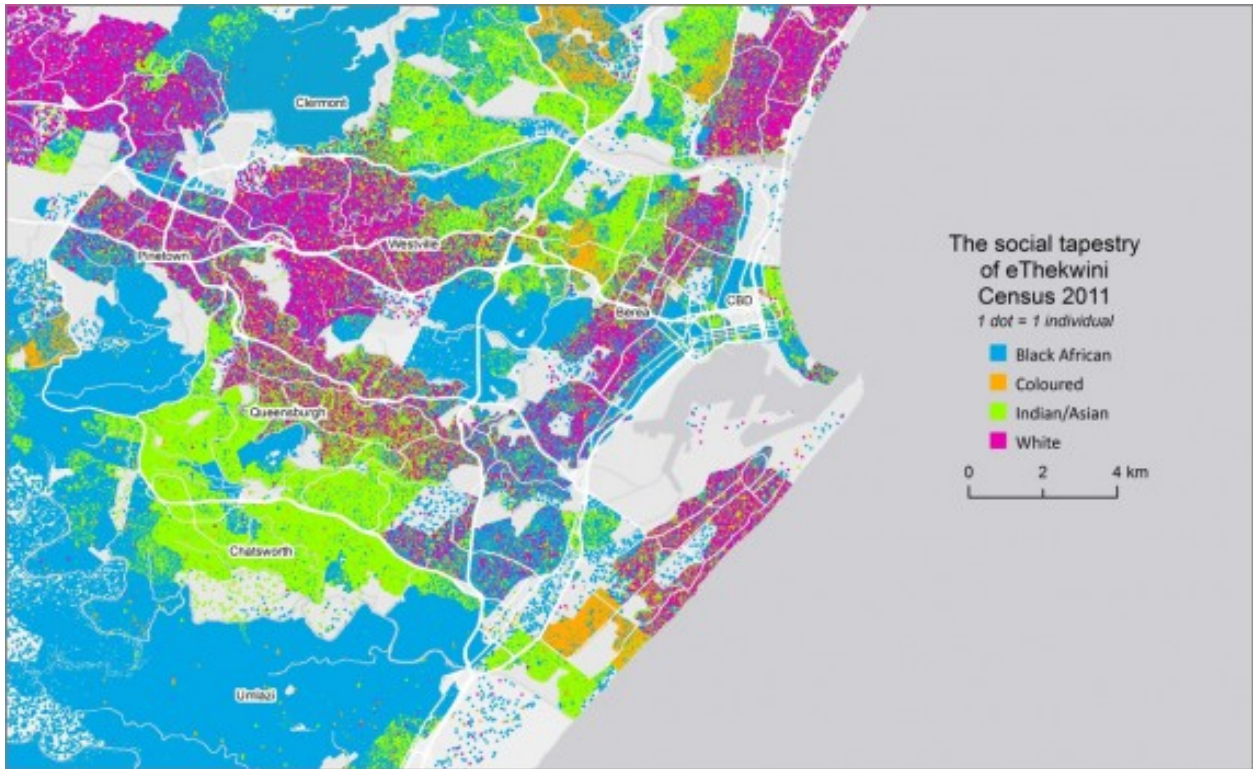 Clermont
Westville
Pinetown
CBD
Berea
Queensburgh
Chatsworth
Umlazi
The social tapestry
of eThekwini
Census 2011
1 dot = 1 individual
Black African
Coloured
Indian/Asian
White
0 2 4 km